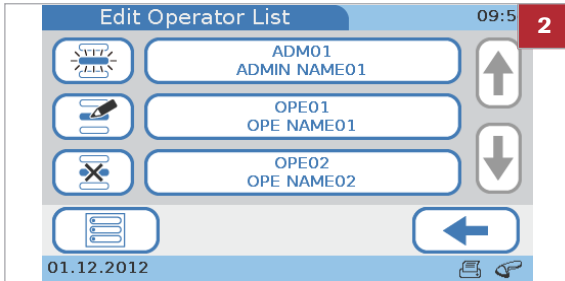 Edit Operator List
09:5
2
ADM01
ADMIN NAME01
OPE01
OPE NAME01
OPE02
OPE NAME02
01.12.2012